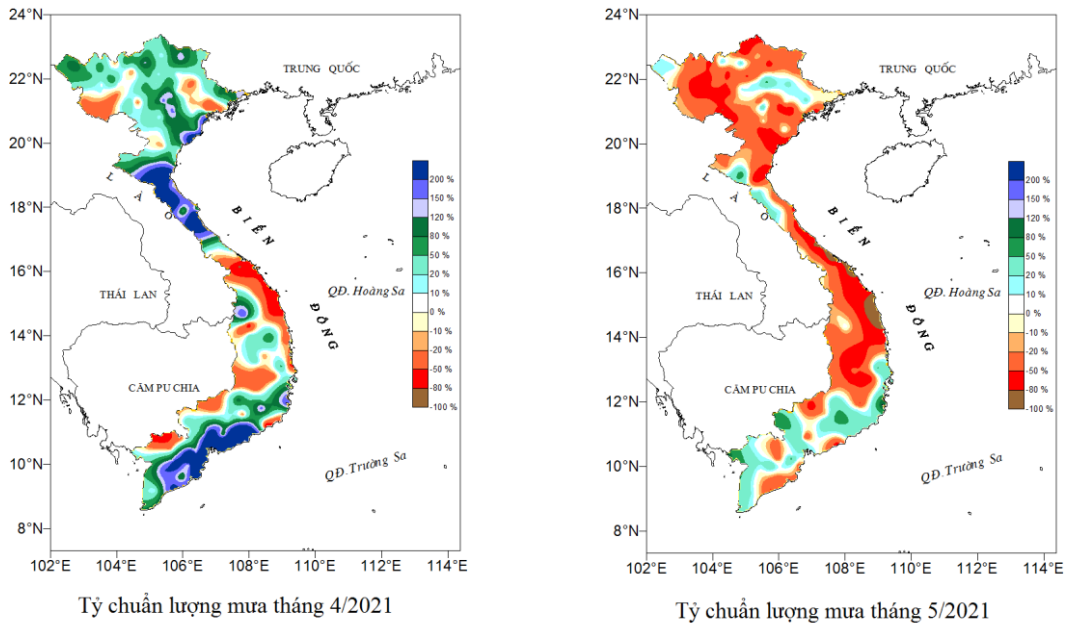 24°N
22°N
20°N
18°N
16°N
14°N
12°N
10°N
8°N
102°E 104°E 106°E 108°E 110°E 112°E 114°E
TRUNG QUỐC
LÀO
BIỂN ĐÔNG
THÁI LAN
QĐ. Hoàng Sa
CĂM PU CHIA
QĐ. Trường Sa
200 %
150 %
120 %
80 %
50 %
20 %
10 %
0 %
-10 %
-20 %
-50 %
-80 %
-100 %
Tỷ chuẩn lượng mưa tháng 4/2021
24°N
22°N
20°N
18°N
16°N
14°N
12°N
10°N
8°N
102°E 104°E 106°E 108°E 110°E 112°E 114°E
TRUNG QUỐC
LÀO
BIỂN ĐÔNG
THÁI LAN
QĐ. Hoàng Sa
CĂM PU CHIA
QĐ. Trường Sa
200 %
150 %
120 %
80 %
50 %
20 %
10 %
0 %
-10 %
-20 %
-50 %
-80 %
-100 %
Tỷ chuẩn lượng mưa tháng 5/2021